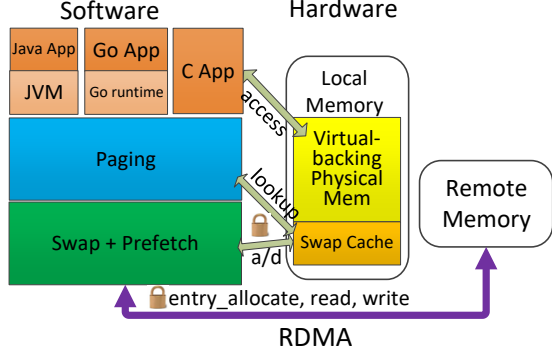 Software
Hardware
Java App
Go App
C App
JVM
Go runtime
access
Local
Memory
Virtual-
backing
Physical
Mem
Paging
lookup
Remote
Memory
Swap + Prefetch
a/d
Swap Cache
entry_allocate, read, write
RDMA